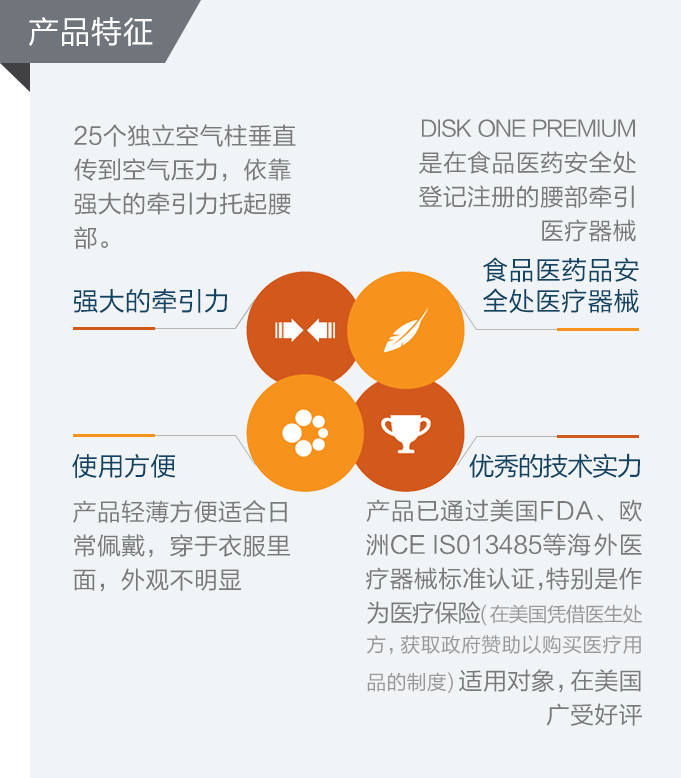 产品特征
25个独立空气柱垂直
传到空气压力，依靠
强大的牵引力托起腰
部。
强大的牵引力
DISK ONE PREMIUM
是在食品医药安全处
登记注册的腰部牵引
医疗器械
食品医药品安
全处医疗器械
使用方便
产品轻薄方便适合日
常佩戴，穿于衣服里
面，外观不明显
优秀的技术实力
产品已通过美国FDA、欧
洲CE IS013485等海外医
疗器械标准认证,特别是作
为医疗保险(在美国凭借医生处
方，获取政府赞助以购买医疗用
品的制度)适用对象，在美国
广受好评